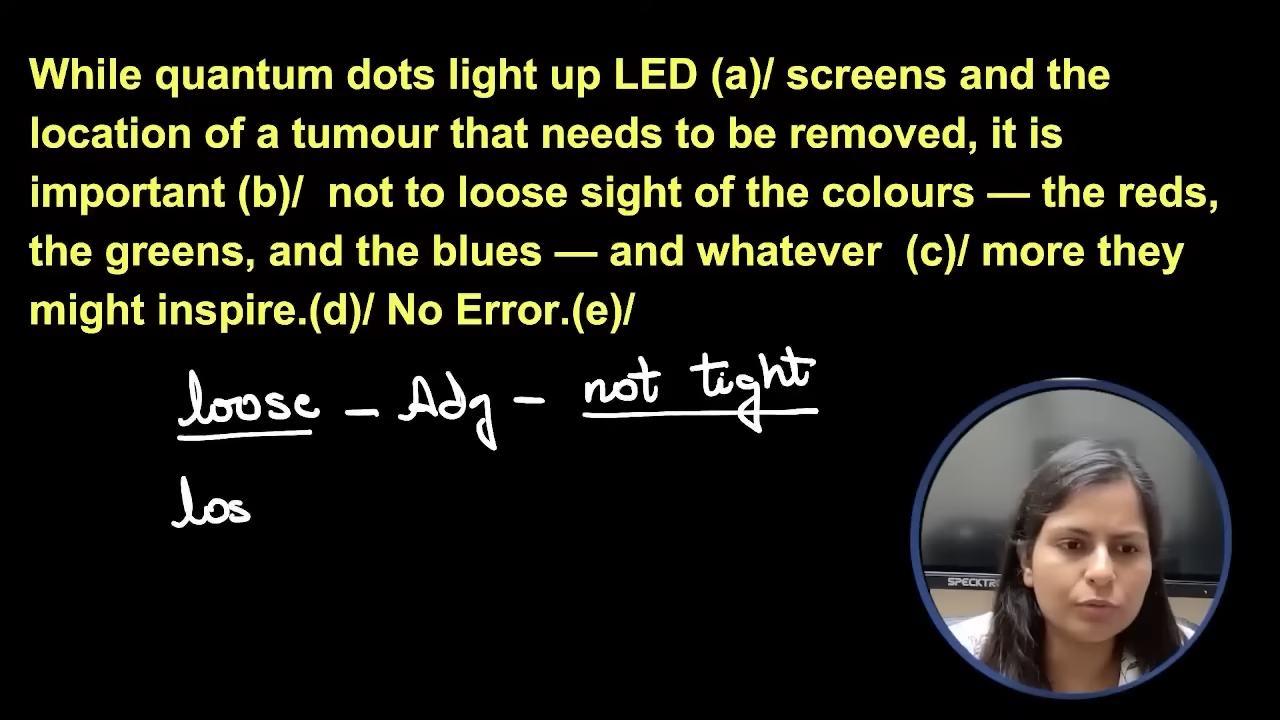 While quantum dots light up LED (a)/ screens and the
location of a tumour that needs to be removed, it is
important (b)/ not to loose sight of the colours — the reds,
the greens, and the blues — and whatever (c)/ more they
might inspire.(d)/ No Error.(e)/
loose – Adj – not tight
los
SPECKTR